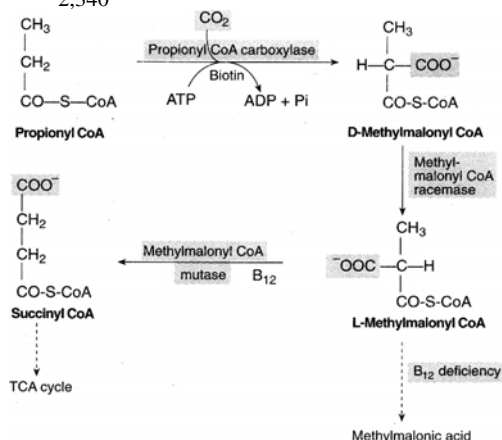 2,340
CH₃
CH₂
CO—S—CoA
Propionyl CoA
CO₂
Propionyl CoA carboxylase
Biotin
ATP
ADP + Pi
CH₃
H—C—COO⁻
CO-S-CoA
D-Methylmalonyl CoA
Methyl-
malonyl CoA
racemase
CH₃
⁻OOC—C—H
CO-S-CoA
L-Methylmalonyl CoA
Methylmalonyl CoA
mutase B₁₂
COO⁻
CH₂
CH₂
CO-S-CoA
Succinyl CoA
TCA cycle
B₁₂ deficiency
Methylmalonic acid